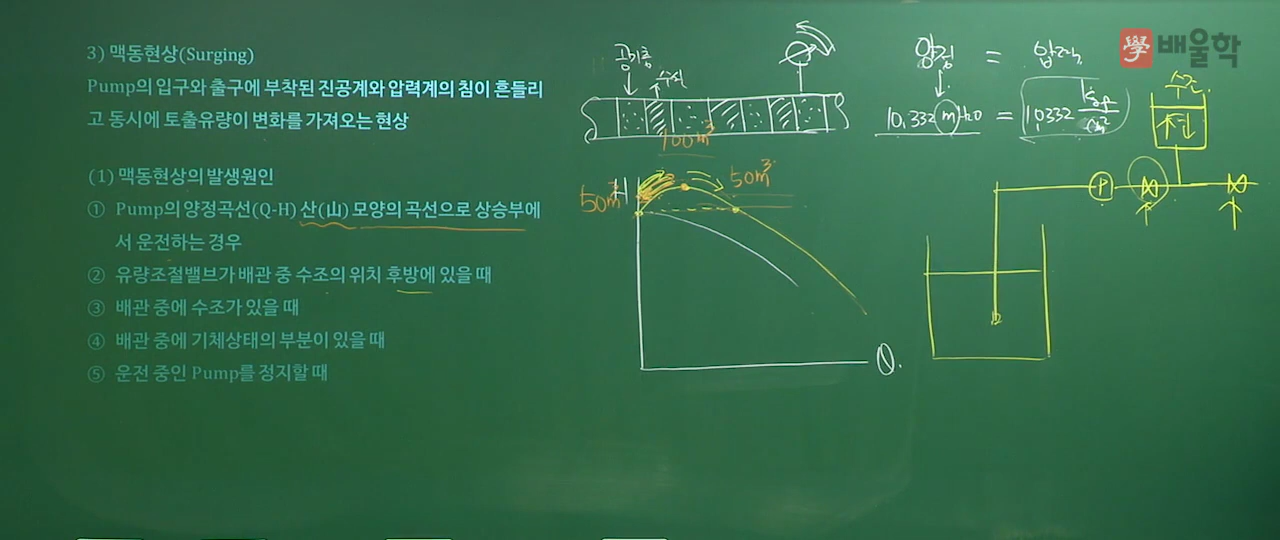 3) 맥동현상(Surging)
Pump의 입구와 출구에 부착된 진공계와 압력계의 침이 흔들리
고 동시에 토출유량이 변화를 가져오는 현상
(1) 맥동현상의 발생원인
① Pump의 양정곡선(Q-H) 산(山) 모양의 곡선으로 상승부에
서 운전하는 경우
② 유량조절밸브가 배관 중 수조의 위치 후방에 있을 때
③ 배관 중에 수조가 있을 때
④ 배관 중에 기체상태의 부분이 있을 때
⑤ 운전 중인 Pump를 정지할 때
공기층
100m³
50m³
H
50m³
Q.
양정 = 압력
10,332 mH₂O = 10332 kgf/m²
P
學 배울학